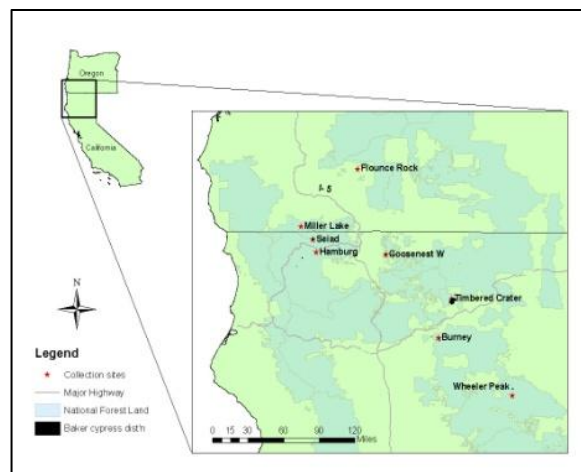 Oregon
California
Flounce Rock
I-5
Miller Lake
Seiad
Hamburg
Goosenest W
Timbered Crater
Burney
Wheeler Peak
N
Legend
Collection sites
Major Highway
National Forest Land
Baker cypress dist'n
0 15 30 60 90 120
Miles